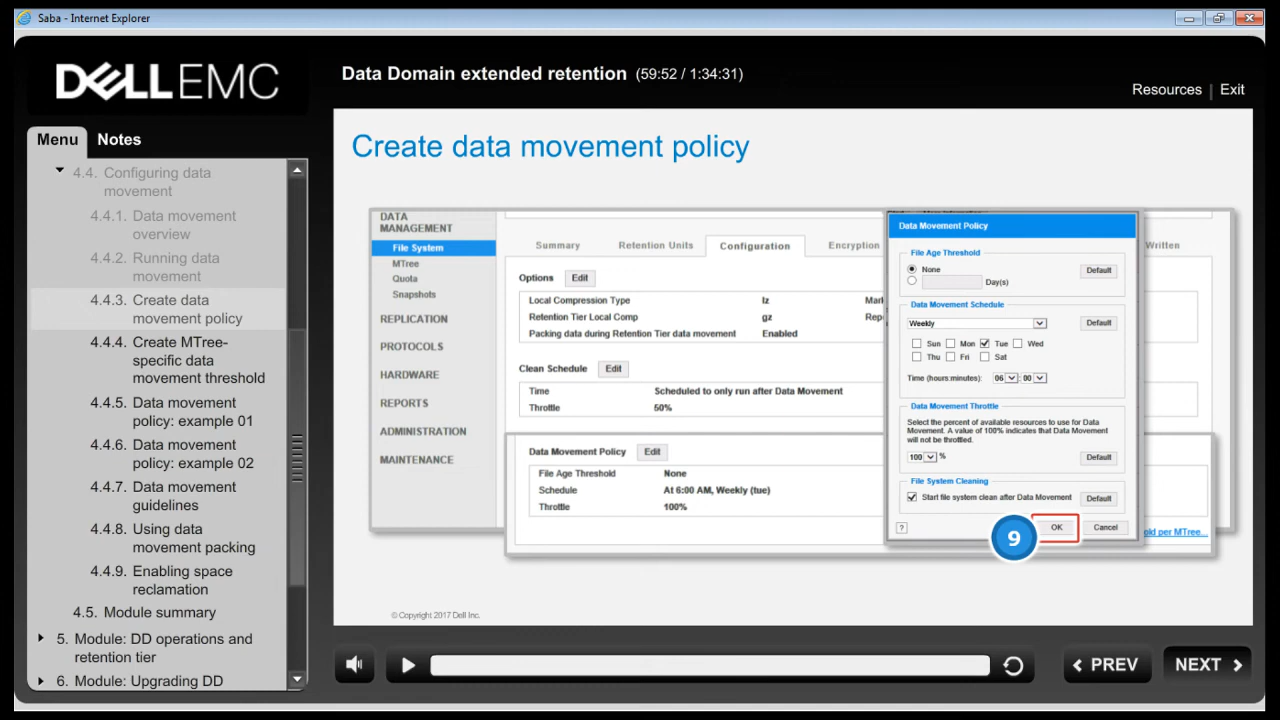 Saba - Internet Explorer
DELLEMC
Data Domain extended retention (59:52 / 1:34:31)
Resources | Exit
Menu Notes
4.4. Configuring data
movement
4.4.1. Data movement
overview
4.4.2. Running data
movement
4.4.3. Create data
movement policy
4.4.4. Create MTree-
specific data
movement threshold
4.4.5. Data movement
policy: example 01
4.4.6. Data movement
policy: example 02
4.4.7. Data movement
guidelines
4.4.8. Using data
movement packing
4.4.9. Enabling space
reclamation
4.5. Module summary
5. Module: DD operations and
retention tier
6. Module: Upgrading DD
Create data movement policy
DATA
MANAGEMENT
File System
MTree
Quota
Snapshots
REPLICATION
PROTOCOLS
HARDWARE
REPORTS
ADMINISTRATION
MAINTENANCE
Summary Retention Units Configuration Encryption Written
Options Edit
Local Compression Type lz Mark
Retention Tier Local Comp gz Rep
Packing data during Retention Tier data movement Enabled
Clean Schedule Edit
Time Scheduled to only run after Data Movement
Throttle 50%
Data Movement Policy Edit
File Age Threshold None
Schedule At 6:00 AM, Weekly (tue)
Throttle 100%
old per MTree...
Data Movement Policy
File Age Threshold
None Default
Day(s)
Data Movement Schedule
Weekly Default
Sun Mon Tue Wed
Thu Fri Sat
Time (hours:minutes): 06 : 00
Data Movement Throttle
Select the percent of available resources to use for Data
Movement. A value of 100% indicates that Data Movement
will not be throttled.
100 % Default
File System Cleaning
Start file system clean after Data Movement Default
? OK Cancel
9
© Copyright 2017 Dell Inc.
PREV NEXT